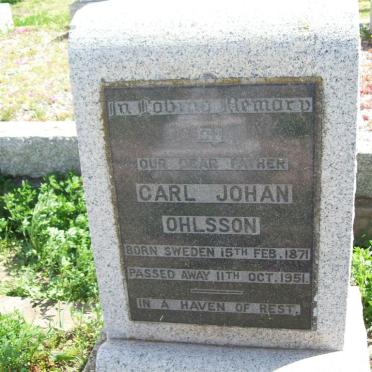 In Loving Memory
OF
OUR DEAR FATHER
CARL JOHAN
OHLSSON
BORN SWEDEN 15TH FEB. 1871
PASSED AWAY 11TH OCT. 1951.
IN A HAVEN OF REST.